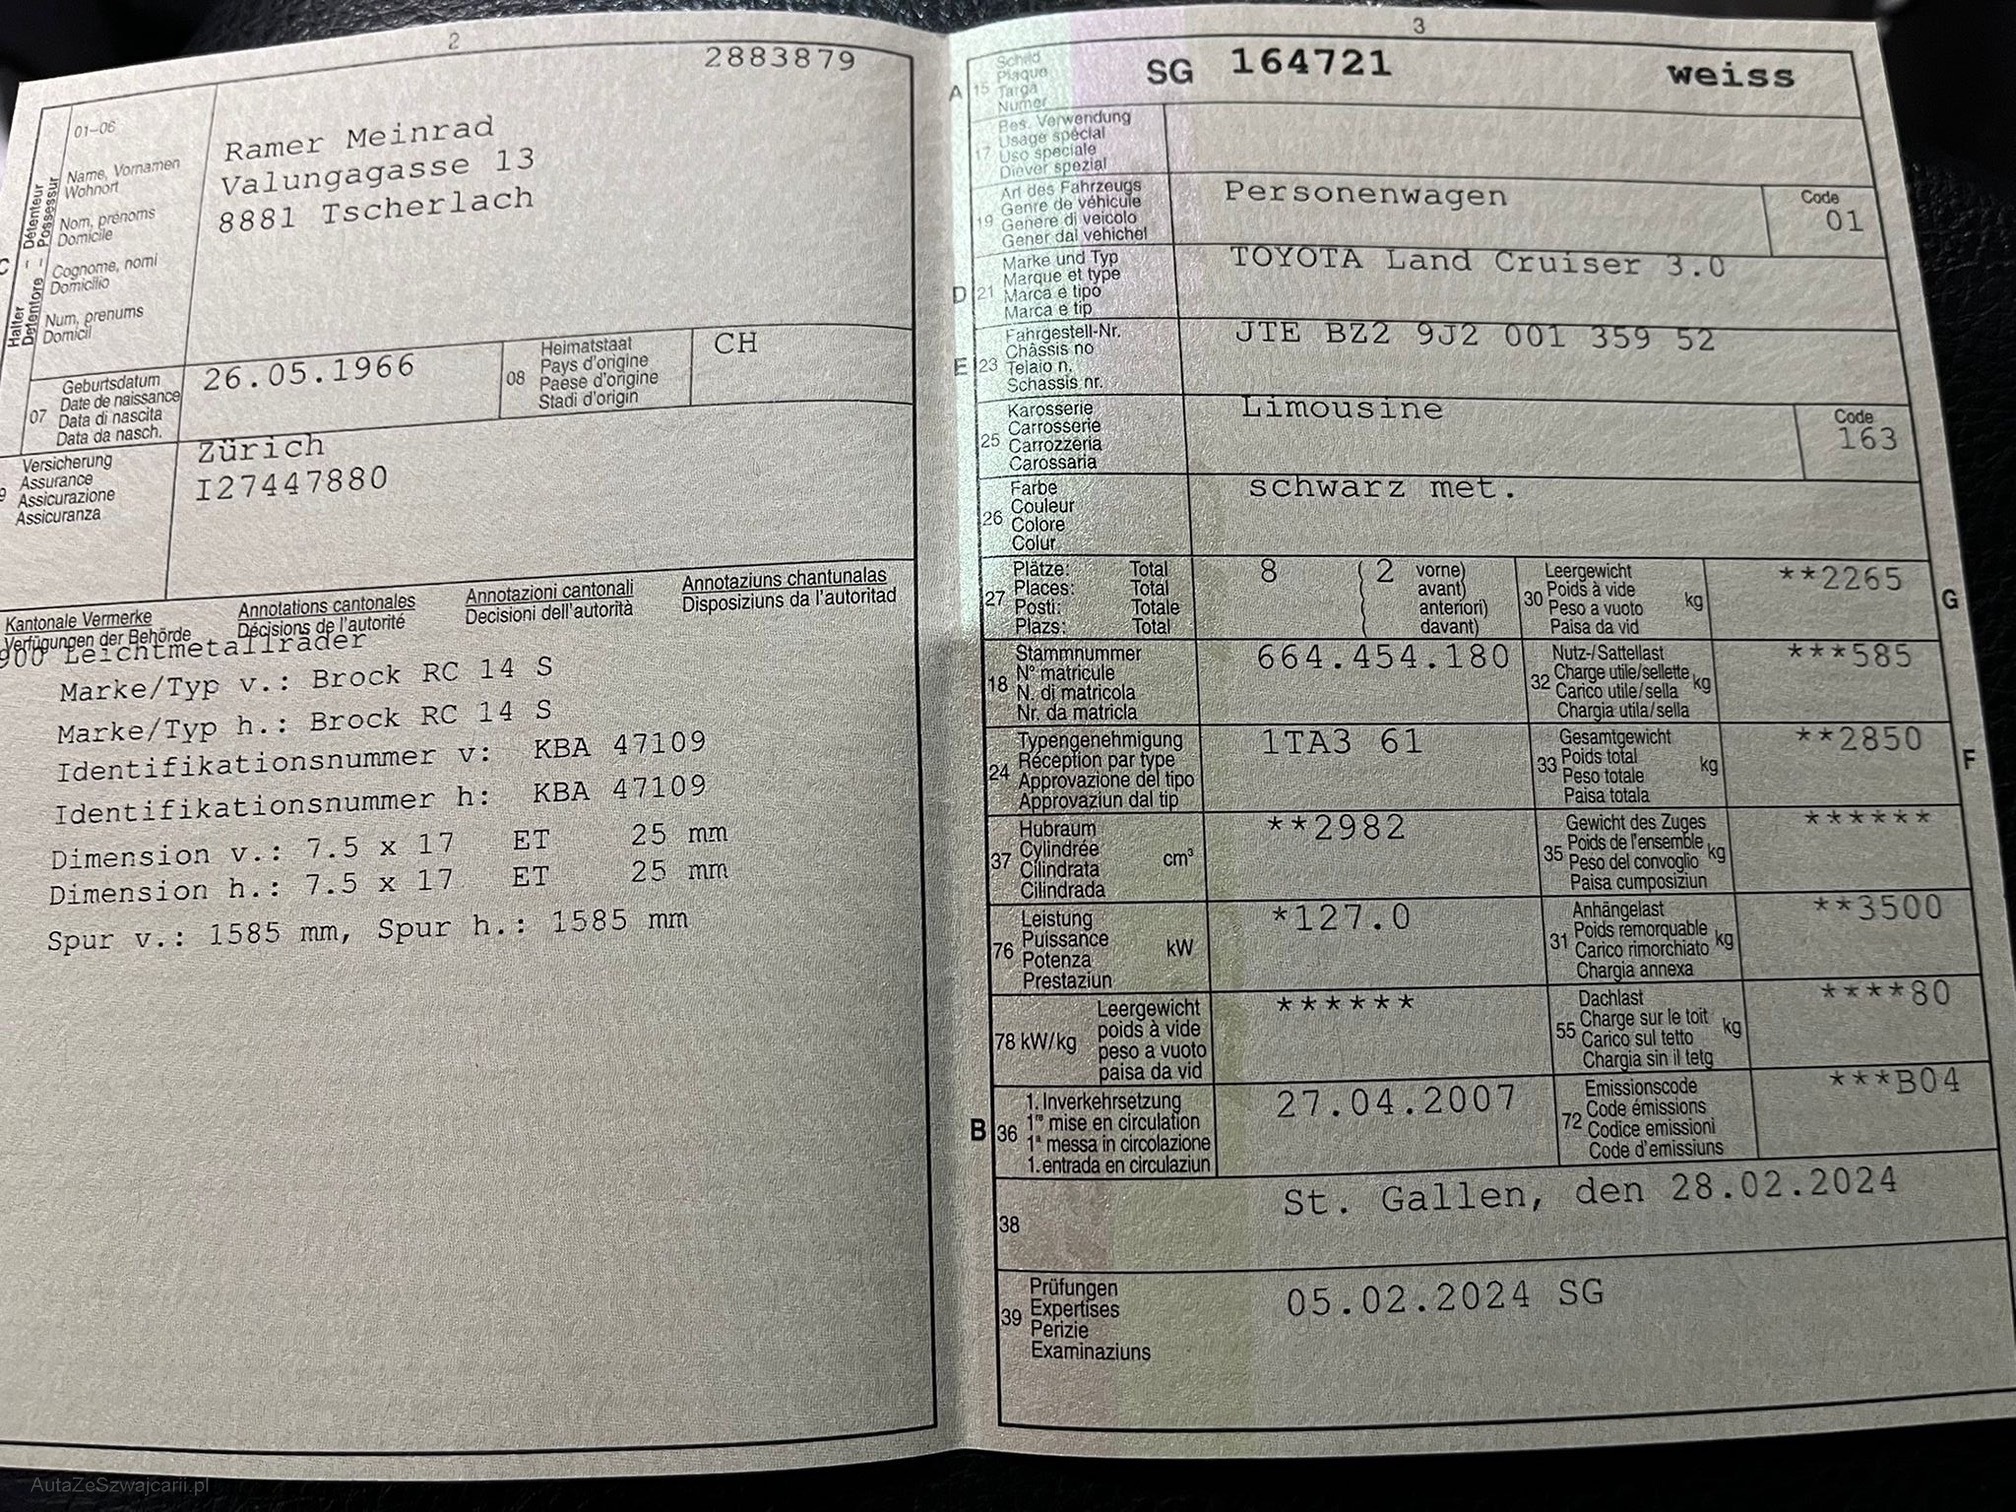 2
2883879
01-06
Halter Détenteur
Detentore - Possessur
C
Name, Vornamen
Wohnort
Nom, prénoms
Domicile
Cognome, nomi
Domicilio
Num, prenums
Domicil
Ramer Meinrad
Valungagasse 13
8881 Tscherlach
07
Geburtsdatum
Date de naissance
Data di nascita
Data da nasch.
26.05.1966
08
Heimatstaat
Pays d'origine
Paese d'origine
Stadi d'origin
CH
9
Versicherung
Assurance
Assicurazione
Assicuranza
Zürich
I27447880
Kantonale Vermerke
Verfügungen der Behörde
Annotations cantonales
Décisions de l'autorité
Annotazioni cantonali
Decisioni dell'autorità
Annotaziuns chantunalas
Disposiziuns da l'autoritad
900 Leichtmetallräder
Marke/Typ v.: Brock RC 14 S
Marke/Typ h.: Brock RC 14 S
Identifikationsnummer v: KBA 47109
Identifikationsnummer h: KBA 47109
Dimension v.: 7.5 x 17 ET 25 mm
Dimension h.: 7.5 x 17 ET 25 mm
Spur v.: 1585 mm, Spur h.: 1585 mm
3
A
15
Schild
Plaque
Targa
Numer
SG 164721 weiss
17
Bes. Verwendung
Usage spécial
Uso speciale
Diever spezial
19
Art des Fahrzeugs
Genre de véhicule
Genere di veicolo
Gener dal vehichel
Personenwagen
Code
01
D
21
Marke und Typ
Marque et type
Marca e tipo
Marca e tip
TOYOTA Land Cruiser 3.0
E
23
Fahrgestell-Nr.
Châssis no
Telaio n.
Schassis nr.
JTE BZ2 9J2 001 359 52
25
Karosserie
Carrosserie
Carrozzeria
Carossaria
Limousine
Code
163
26
Farbe
Couleur
Colore
Colur
schwarz met.
27
Plätze: Total
Places: Total
Posti: Totale
Plazs: Total
8 ( 2 vorne)
( avant)
( anteriori)
( davant)
30
Leergewicht
Poids à vide
Peso a vuoto
Paisa da vid
kg
**2265
G
18
Stammnummer
N° matricule
N. di matricola
Nr. da matricla
664.454.180
32
Nutz-/Sattellast
Charge utile/sellette
Carico utile/sella
Chargia utila/sella
kg
***585
24
Typengenehmigung
Réception par type
Approvazione del tipo
Approvaziun dal tip
1TA3 61
33
Gesamtgewicht
Poids total
Peso totale
Paisa totala
kg
**2850
F
37
Hubraum
Cylindrée
Cilindrata
Cilindrada
cm³
**2982
35
Gewicht des Zuges
Poids de l'ensemble
Peso del convoglio
Paisa cumposiziun
kg
******
76
Leistung
Puissance
Potenza
Prestaziun
kW
*127.0
31
Anhängelast
Poids remorquable
Carico rimorchiato
Chargia annexa
kg
**3500
78 kW/kg
Leergewicht
poids à vide
peso a vuoto
paisa da vid
******
55
Dachlast
Charge sur le toit
Carico sul tetto
Chargia sin il tetg
kg
****80
B
36
1. Inverkehrsetzung
1re mise en circulation
1a messa in circolazione
1. entrada en circulaziun
27.04.2007
72
Emissionscode
Code émissions
Codice emissioni
Code d'emissiuns
***B04
38
St. Gallen, den 28.02.2024
39
Prüfungen
Expertises
Perizie
Examinaziuns
05.02.2024 SG
AutaZeSzwajcarii.pl